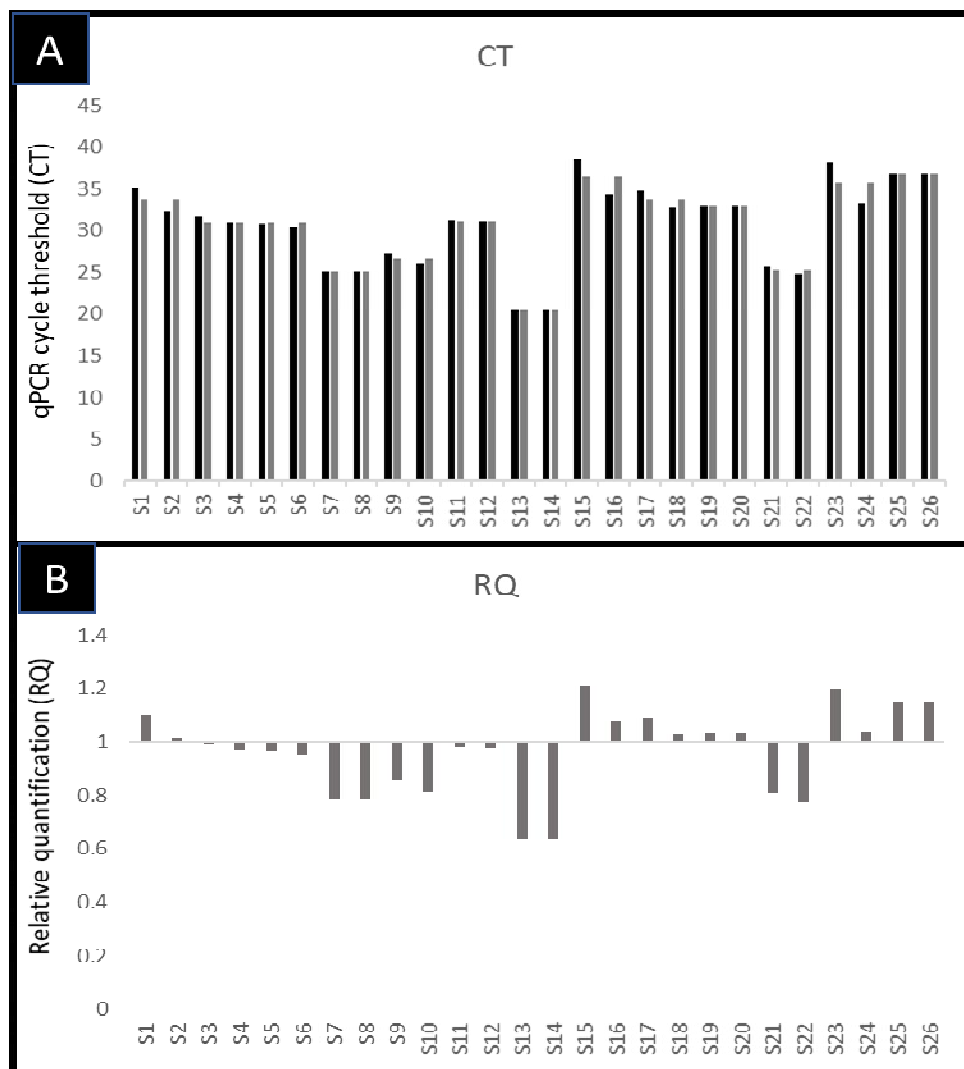 A
CT
qPCR cycle threshold (CT)
45
40
35
30
25
20
15
10
5
0
S1 S2 S3 S4 S5 S6 S7 S8 S9 S10 S11 S12 S13 S14 S15 S16 S17 S18 S19 S20 S21 S22 S23 S24 S25 S26
B
RQ
Relative quantification (RQ)
1.4
1.2
1
0.8
0.6
0.4
0.2
0
S1 S2 S3 S4 S5 S6 S7 S8 S9 S10 S11 S12 S13 S14 S15 S16 S17 S18 S19 S20 S21 S22 S23 S24 S25 S26